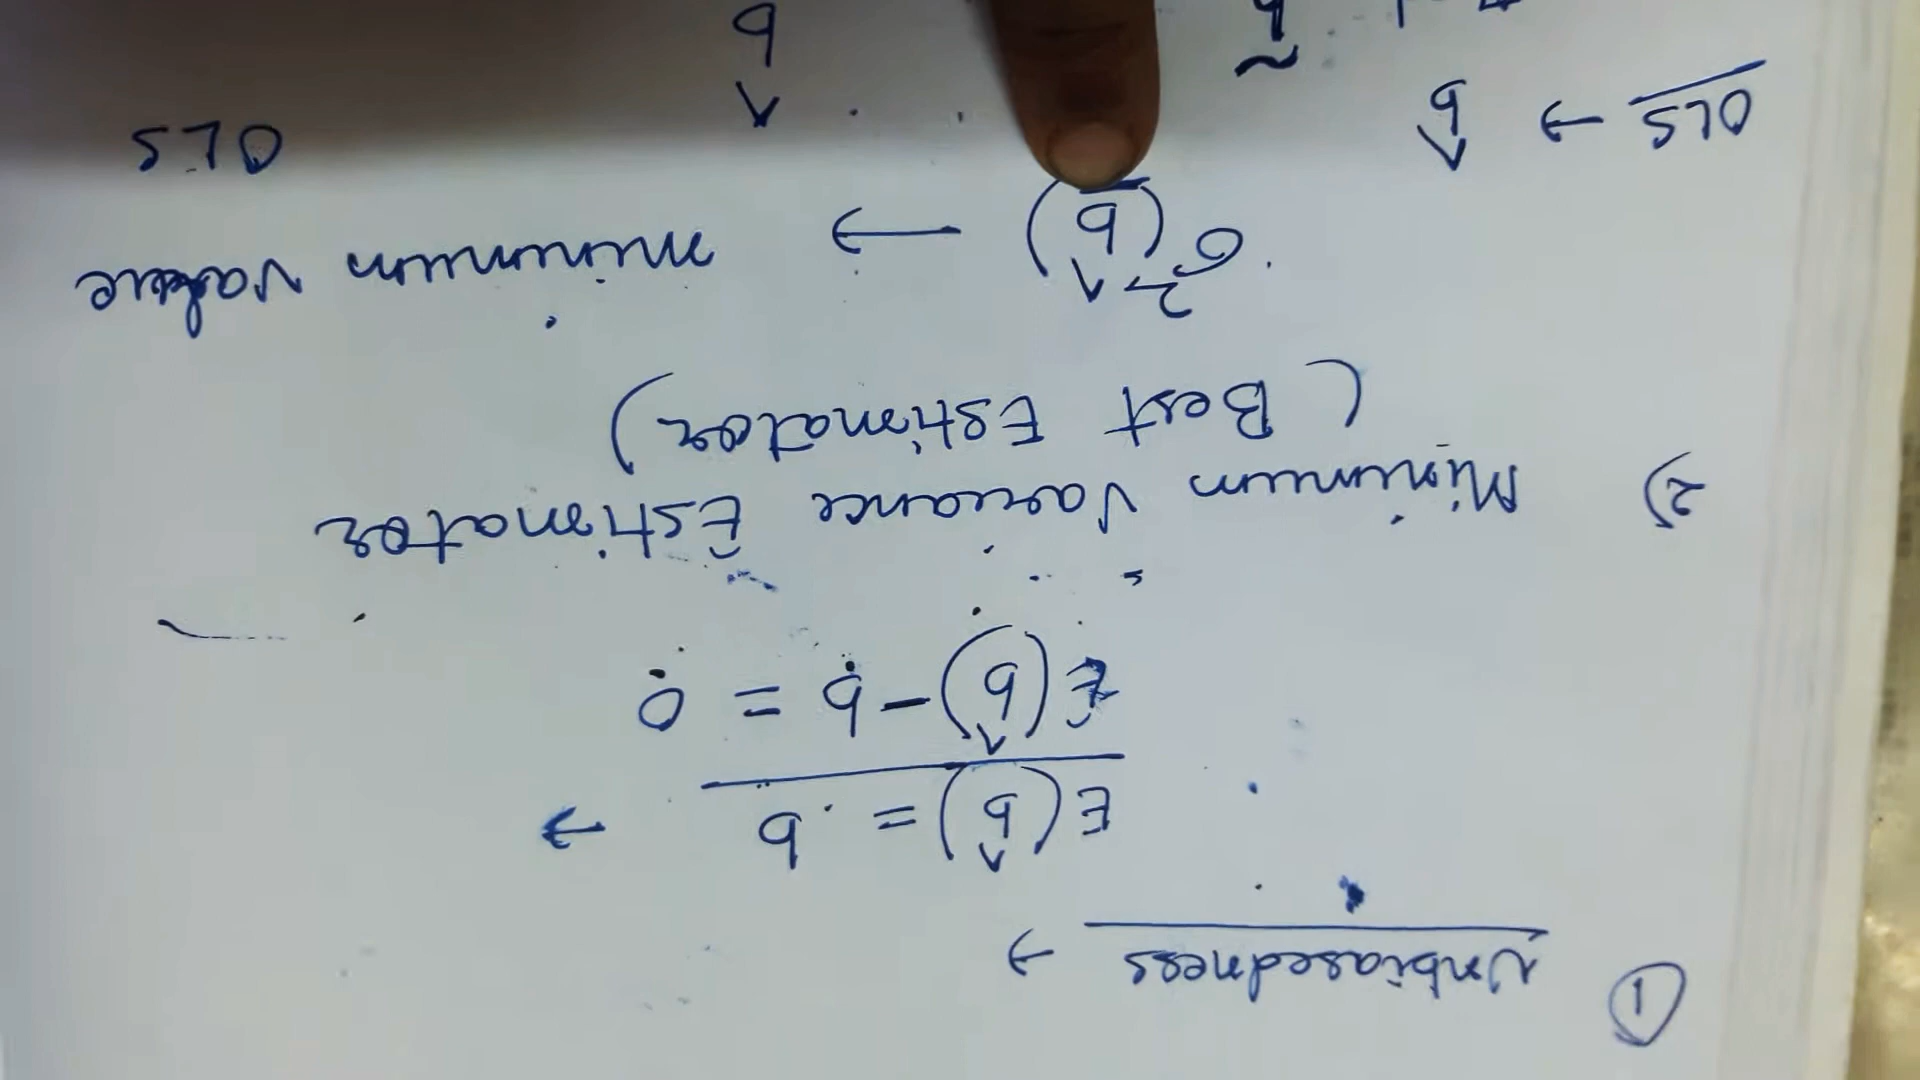 ① Unbiasedness →
E(b̂) = b →
E(b̂) - b = 0
2) Minimum Variance Estimator
(Best Estimator)
σ²(b̂) → minimum value
OLS → b̂ b̂ OLS